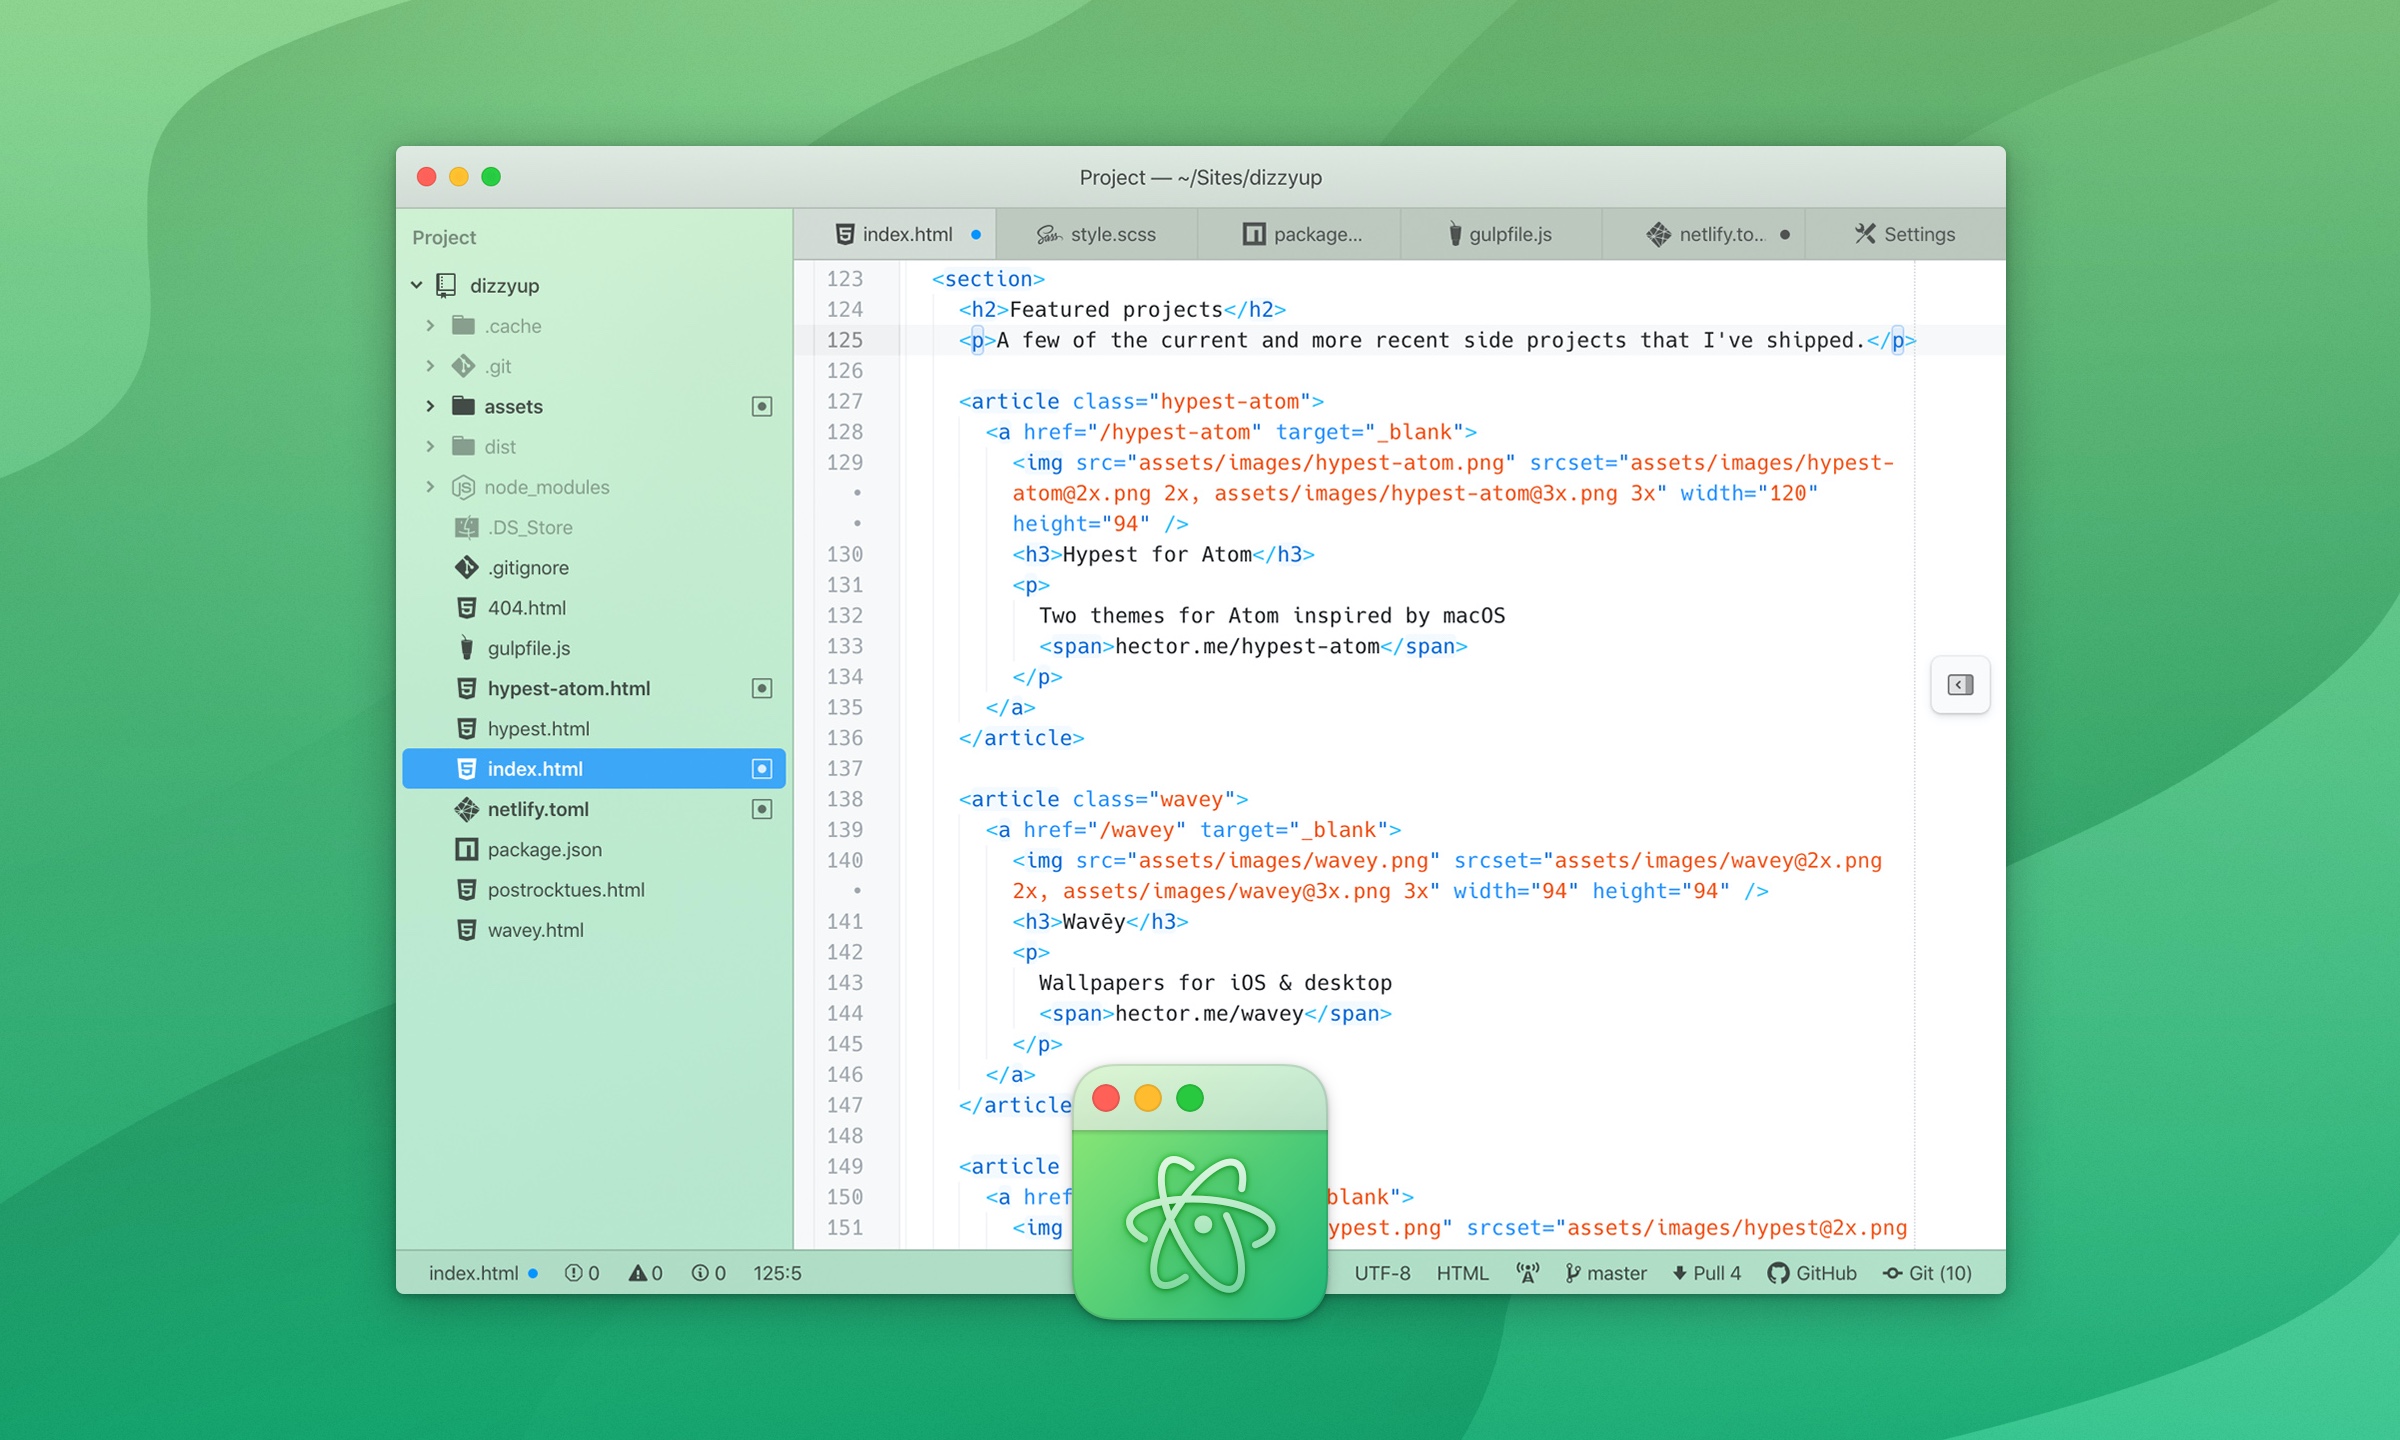 Project — ~/Sites/dizzyup
Project
dizzyup
.cache
.git
assets
dist
node_modules
.DS_Store
.gitignore
404.html
gulpfile.js
hypest-atom.html
hypest.html
index.html
netlify.toml
package.json
postrocktues.html
wavey.html
index.html
style.scss
package...
gulpfile.js
netlify.to...
Settings
123 <section>
124 <h2>Featured projects</h2>
125 <p>A few of the current and more recent side projects that I've shipped.</p>
126
127 <article class="hypest-atom">
128 <a href="/hypest-atom" target="_blank">
129 <img src="assets/images/hypest-atom.png" srcset="assets/images/hypest-
• atom@2x.png 2x, assets/images/hypest-atom@3x.png 3x" width="120"
• height="94" />
130 <h3>Hypest for Atom</h3>
131 <p>
132 Two themes for Atom inspired by macOS
133 <span>hector.me/hypest-atom</span>
134 </p>
135 </a>
136 </article>
137
138 <article class="wavey">
139 <a href="/wavey" target="_blank">
140 <img src="assets/images/wavey.png" srcset="assets/images/wavey@2x.png
• 2x, assets/images/wavey@3x.png 3x" width="94" height="94" />
141 <h3>Wavēy</h3>
142 <p>
143 Wallpapers for iOS & desktop
144 <span>hector.me/wavey</span>
145 </p>
146 </a>
147 </article
148
149 <article
150 <a href blank">
151 <img ypest.png" srcset="assets/images/hypest@2x.png
index.html 0 0 0 125:5 UTF-8 HTML master Pull 4 GitHub Git (10)